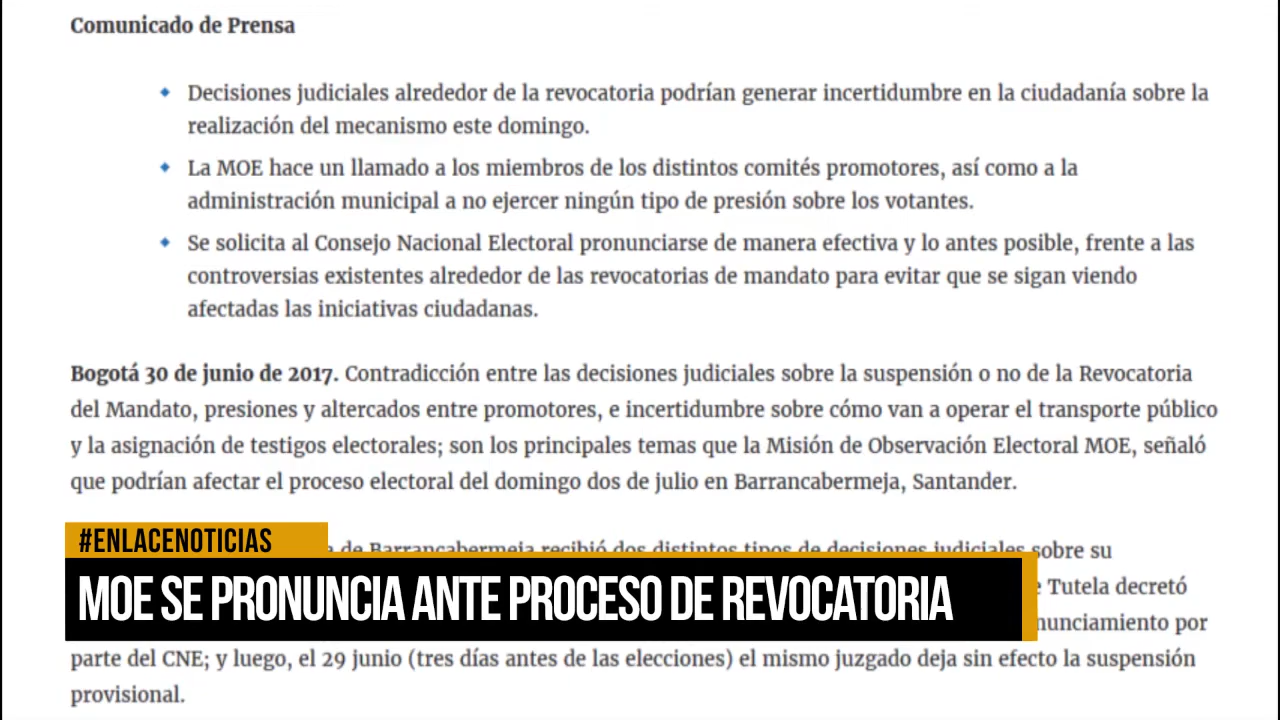 Comunicado de Prensa
Decisiones judiciales alrededor de la revocatoria podrían generar incertidumbre en la ciudadanía sobre la
realización del mecanismo este domingo.
La MOE hace un llamado a los miembros de los distintos comités promotores, así como a la
administración municipal a no ejercer ningún tipo de presión sobre los votantes.
Se solicita al Consejo Nacional Electoral pronunciarse de manera efectiva y lo antes posible, frente a las
controversias existentes alrededor de las revocatorias de mandato para evitar que se sigan viendo
afectadas las iniciativas ciudadanas.
Bogotá 30 de junio de 2017. Contradicción entre las decisiones judiciales sobre la suspensión o no de la Revocatoria
del Mandato, presiones y altercados entre promotores, e incertidumbre sobre cómo van a operar el transporte público
y la asignación de testigos electorales; son los principales temas que la Misión de Observación Electoral MOE, señaló
que podrían afectar el proceso electoral del domingo dos de julio en Barrancabermeja, Santander.
#ENLACENOTICIAS
de Barrancabermeja recibió dos distintos tipos de decisiones judiciales sobre su
Tutela decretó
MOE SE PRONUNCIA ANTE PROCESO DE REVOCATORIA
parte del CNE; y luego, el 29 junio (tres días antes de las elecciones) el mismo juzgado deja sin efecto la suspensión
provisional.